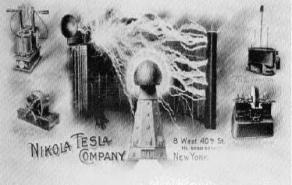 NIKOLA TESLA
COMPANY
8 West 40th St.
NEW YORK.